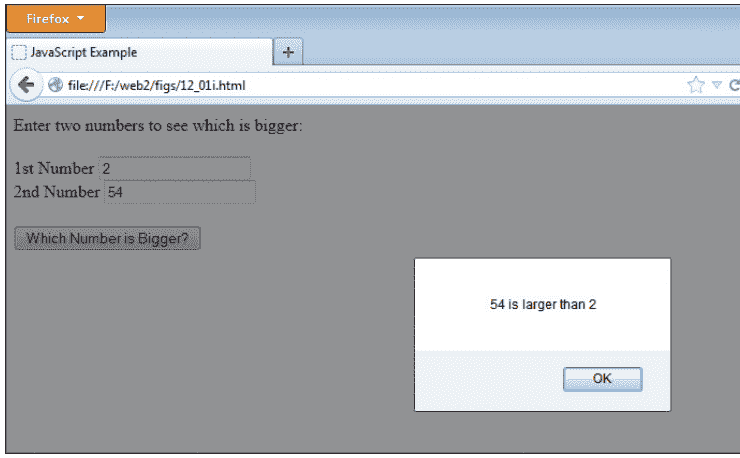 Firefox
JavaScript Example
file:///F:/web2/figs/12_01i.html
Enter two numbers to see which is bigger:
1st Number 2
2nd Number 54
Which Number is Bigger?
54 is larger than 2
OK